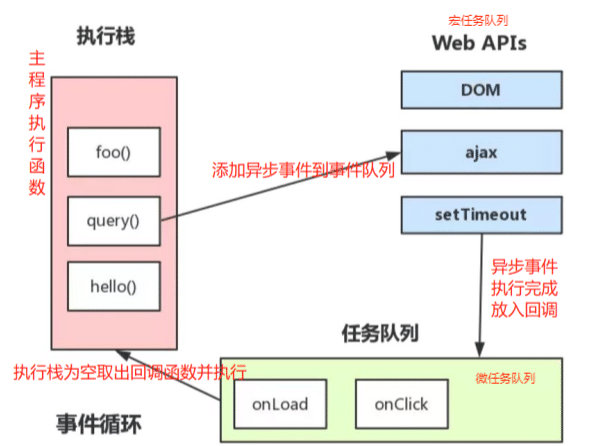 执行栈
宏任务队列
Web APIs
主
程
序
执
行
函
数
foo()
query()
hello()
添加异步事件到事件队列
DOM
ajax
setTimeout
异步事件
执行完成
放入回调
任务队列
执行栈为空取出回调函数并执行
微任务队列
onLoad
onClick
事件循环